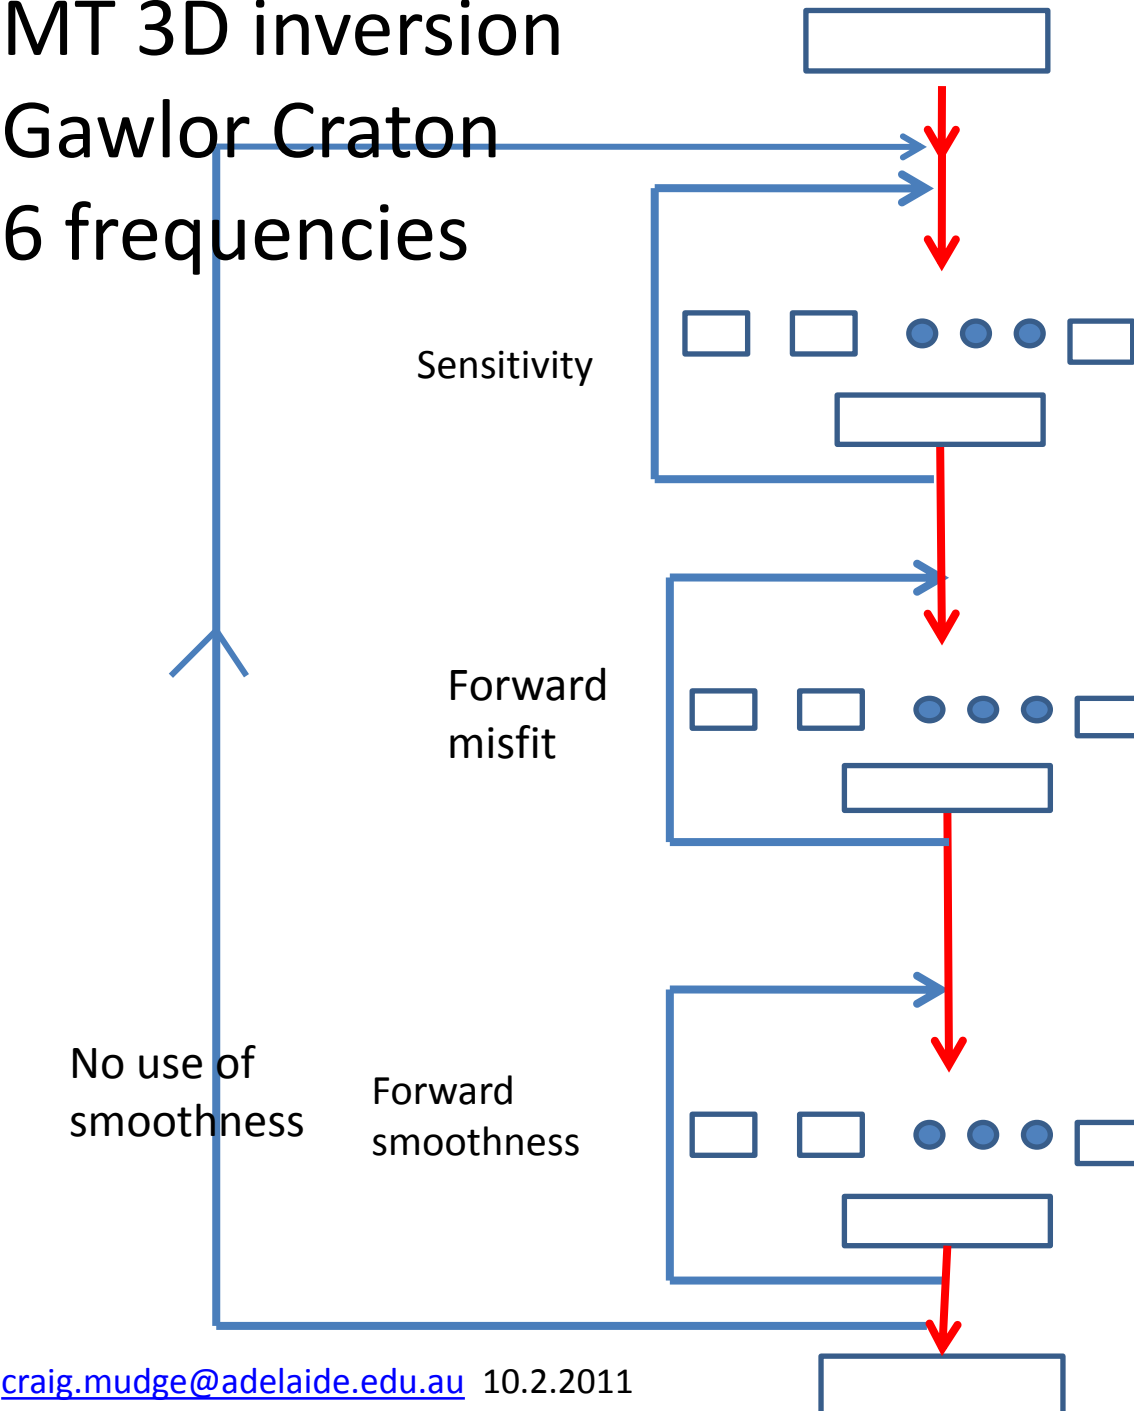 MT 3D inversion
Gawlor Craton
6 frequencies
Sensitivity
Forward
misfit
No use of
smoothness
Forward
smoothness
craig.mudge@adelaide.edu.au 10.2.2011